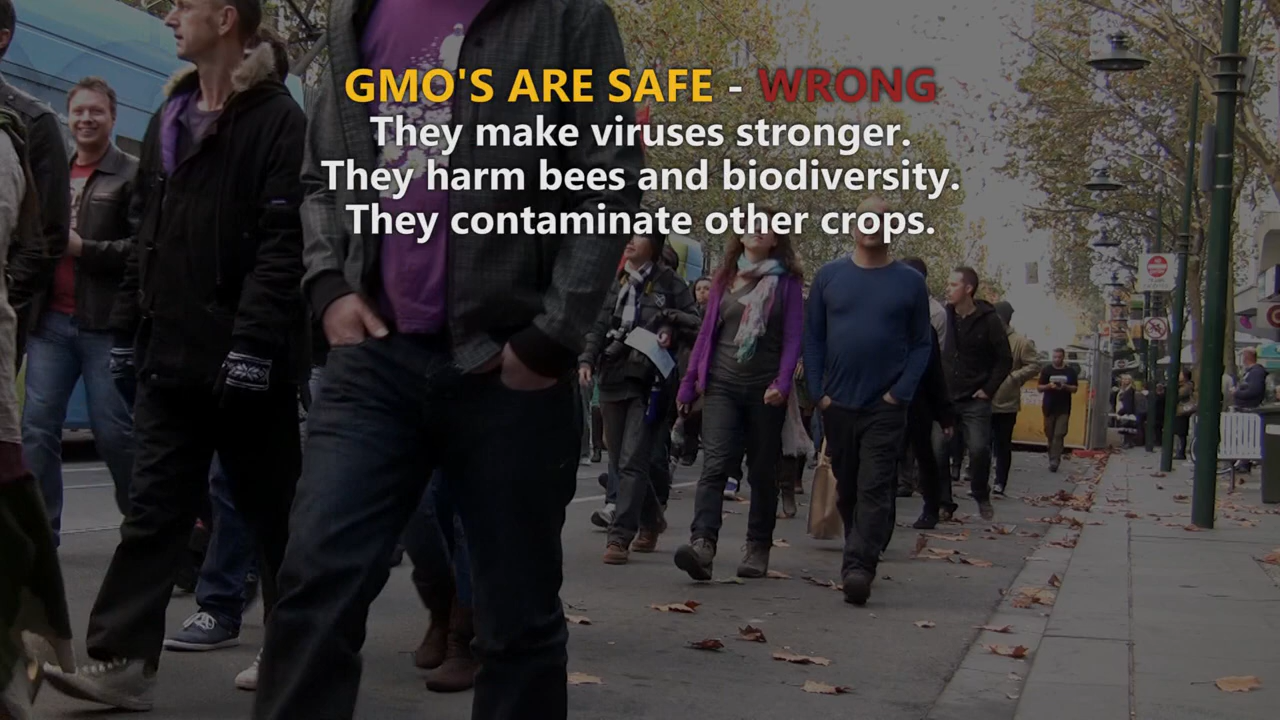 GMO'S ARE SAFE - WRONG
They make viruses stronger.
They harm bees and biodiversity.
They contaminate other crops.